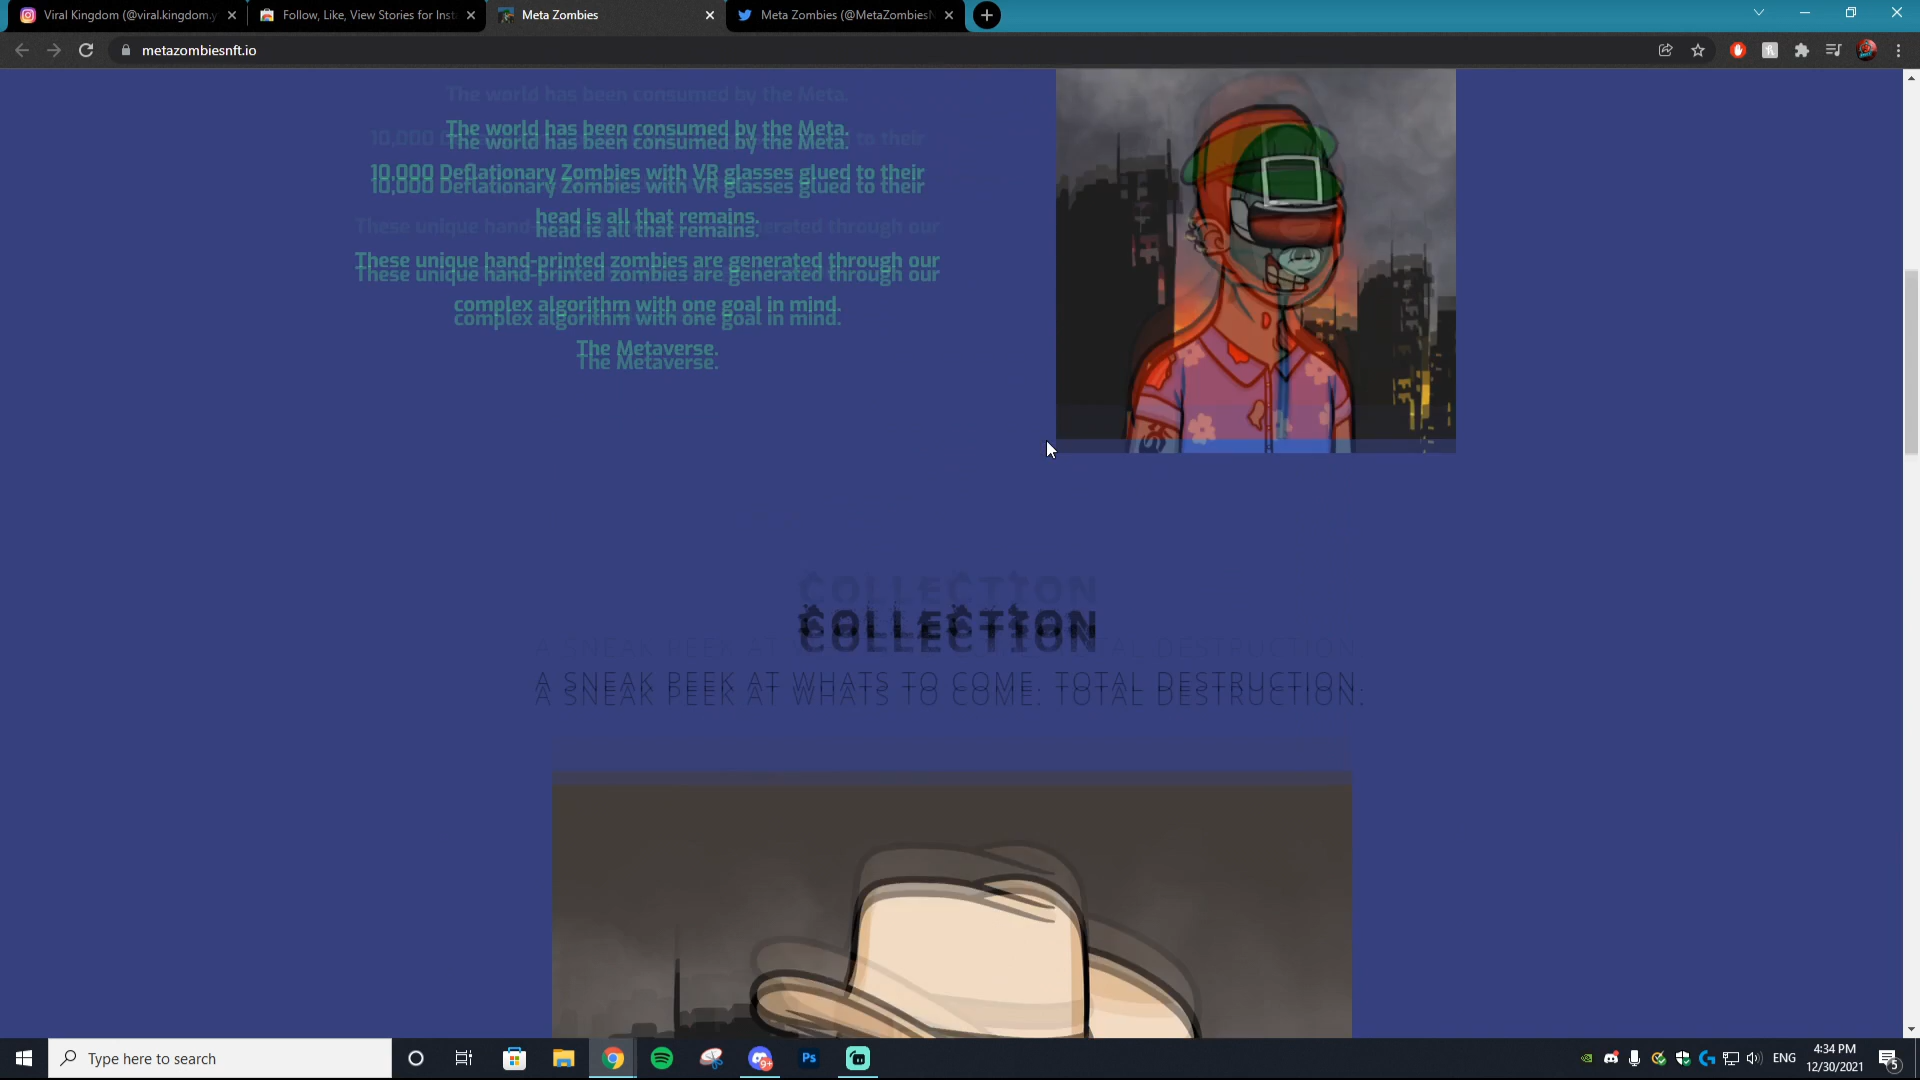 Viral Kingdom (@viral.kingdom.y
Follow, Like, View Stories for Inst
Meta Zombies
Meta Zombies (@MetaZombiesN
metazombiesnft.io
The world has been consumed by the Meta.
10,000 Deflationary Zombies with VR glasses glued to their
head is all that remains.
These unique hand-printed zombies are generated through our
complex algorithm with one goal in mind.
The Metaverse.
COLLECTION
A SNEAK PEEK AT WHATS TO COME. TOTAL DESTRUCTION.
Type here to search
9+
Ps
ENG
4:34 PM
12/30/2021
5